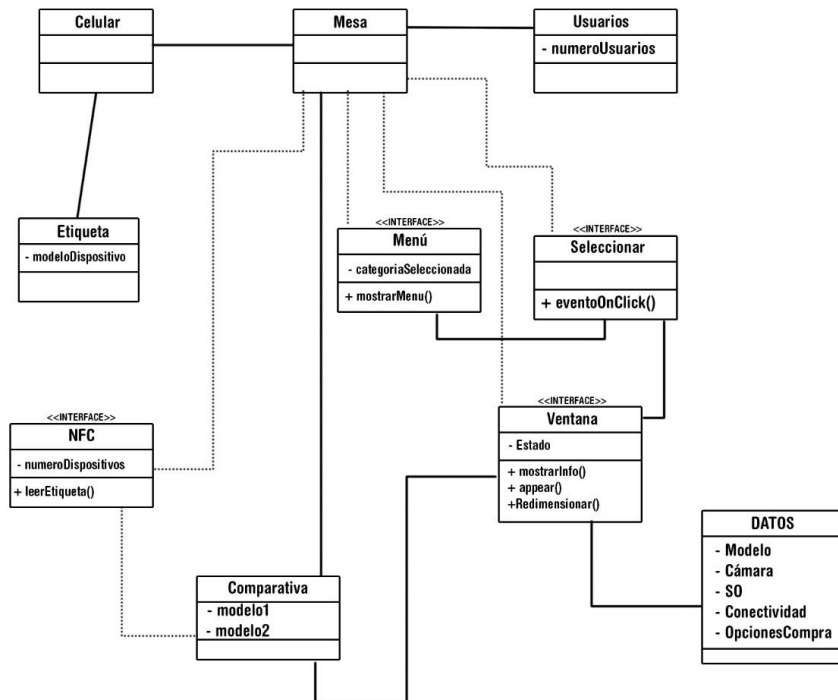 Celular
Mesa
Usuarios
- numeroUsuarios
Etiqueta
- modeloDispositivo
<<INTERFACE>>
Menú
- categoriaSeleccionada
+ mostrarMenu()
<<INTERFACE>>
Seleccionar
+ eventoOnClick()
<<INTERFACE>>
NFC
- numeroDispositivos
+ leerEtiqueta()
<<INTERFACE>>
Ventana
- Estado
+ mostrarInfo()
+ appear()
+Redimensionar()
Comparativa
- modelo1
- modelo2
DATOS
- Modelo
- Cámara
- SO
- Conectividad
- OpcionesCompra